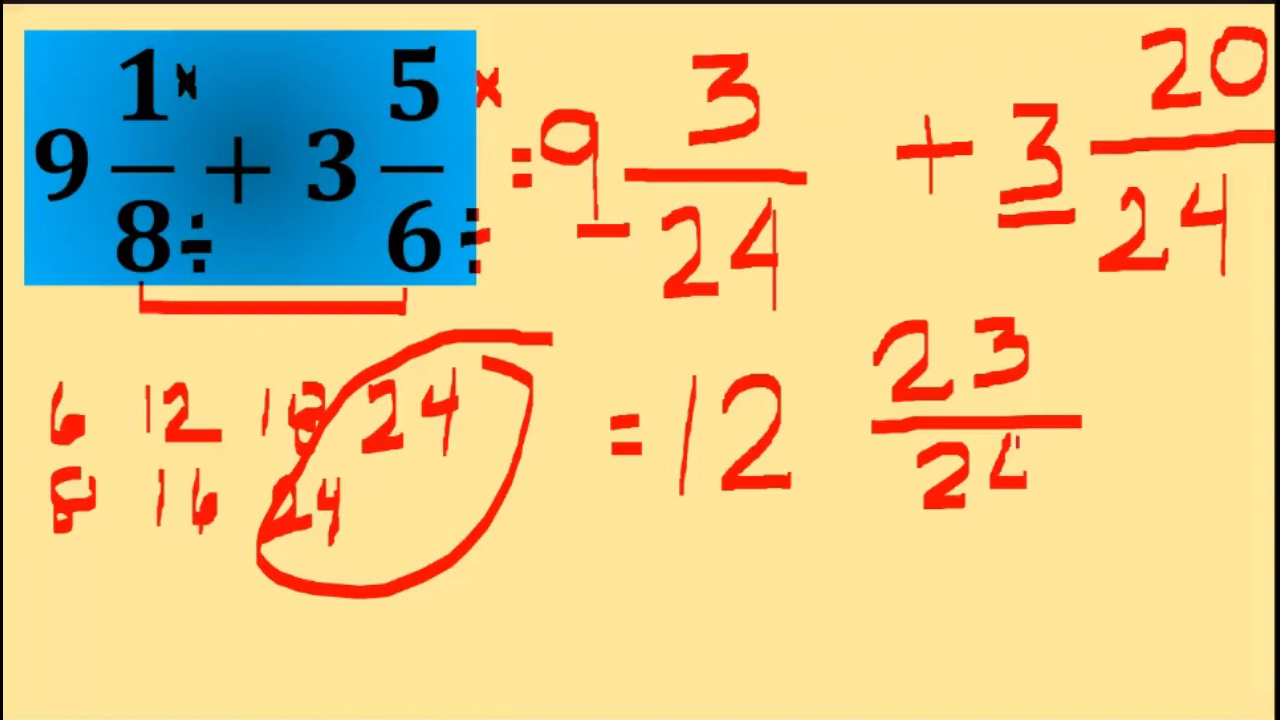 9 1/8 × ÷ + 3 5/6 × ÷ = 9 3/24 + 3 20/24
6 12 18 24
8 16 24
= 12 23/24